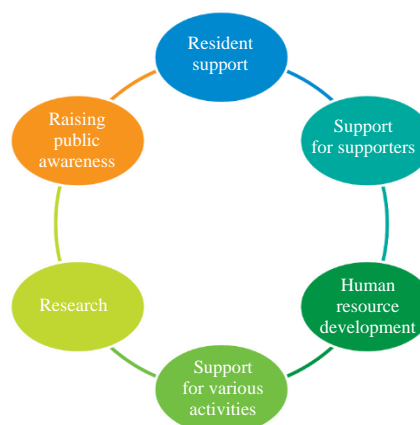 Resident
support
Support
for supporters
Human
resource
development
Support
for various
activities
Research
Raising
public
awareness